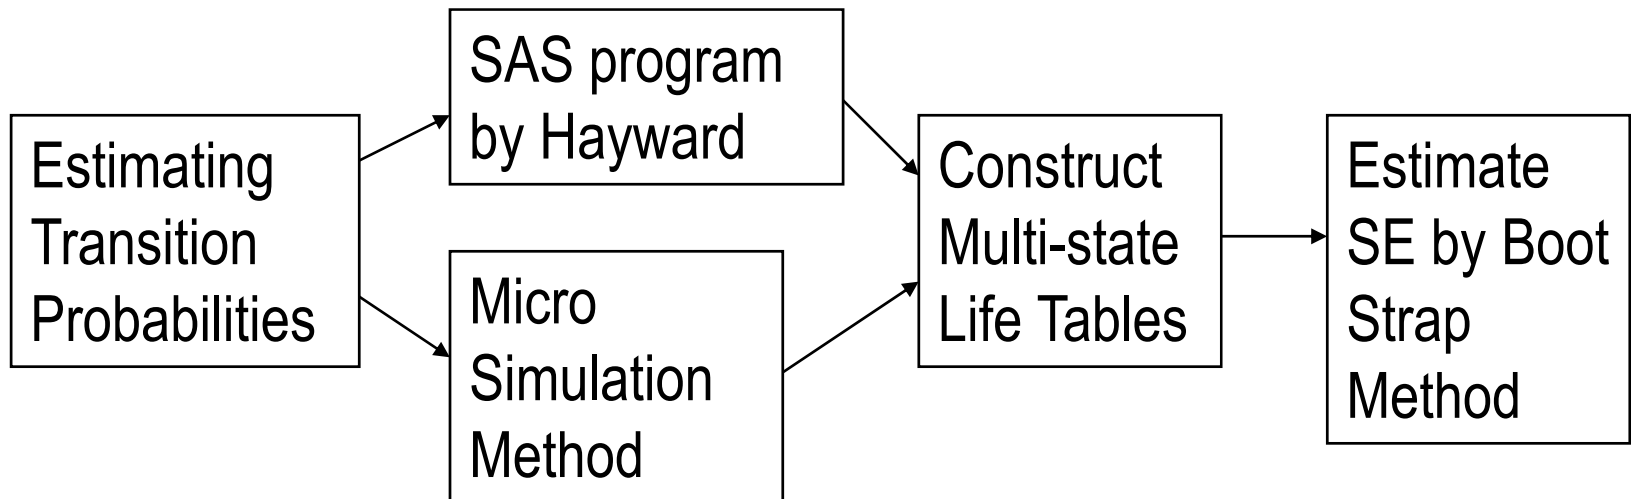 Estimating
Transition
Probabilities
SAS program
by Hayward
Micro
Simulation
Method
Construct
Multi-state
Life Tables
Estimate
SE by Boot
Strap
Method